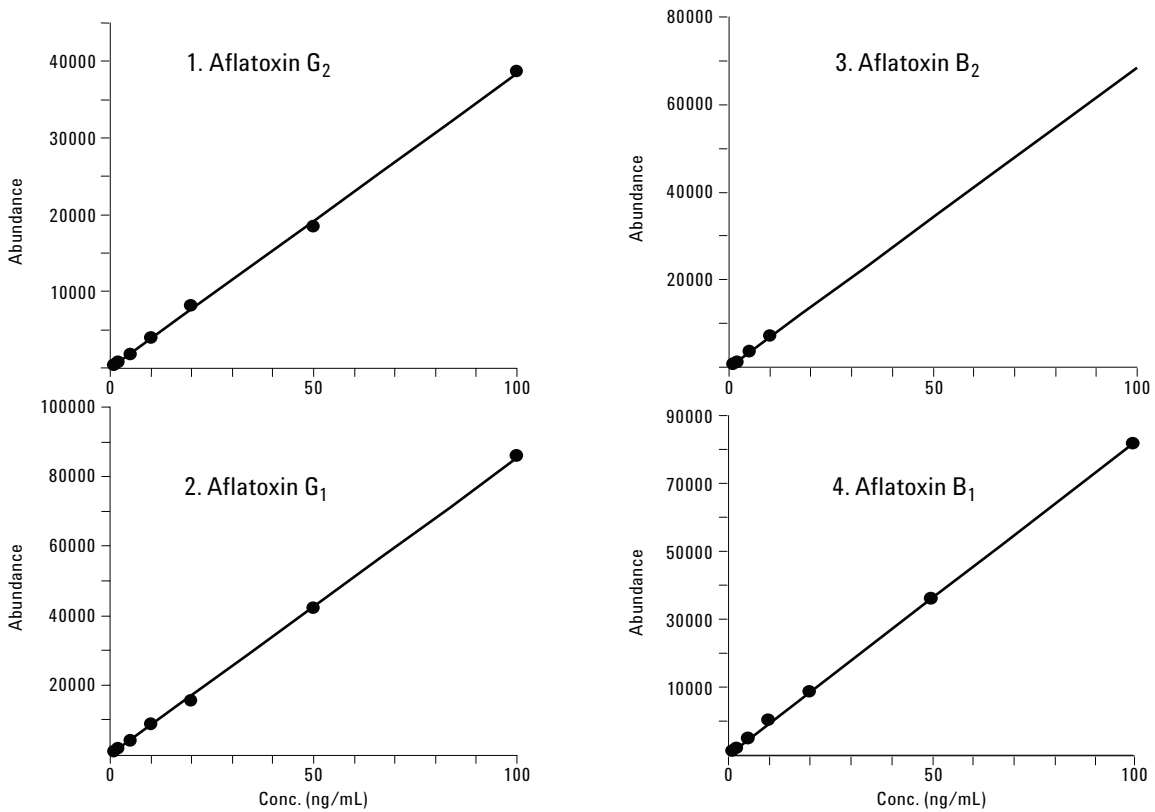 1. Aflatoxin G2
Abundance
40000
30000
20000
10000
0 50 100
3. Aflatoxin B2
Abundance
80000
60000
40000
20000
0 50 100
2. Aflatoxin G1
Abundance
100000
80000
60000
40000
20000
0 50 100
Conc. (ng/mL)
4. Aflatoxin B1
Abundance
90000
70000
50000
30000
10000
0 50 100
Conc. (ng/mL)